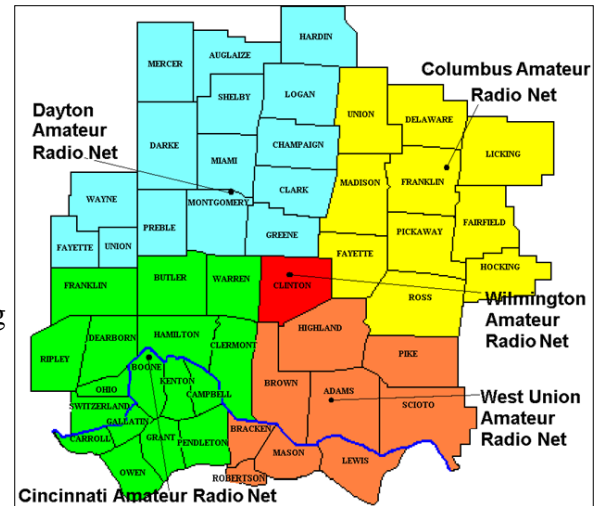 HARDIN
MERCER
AUGLAIZE
Columbus Amateur
Radio Net
SHELBY
LOGAN
Dayton
Amateur
Radio Net
UNION
DELAWARE
LICKING
DARKE
CHAMPAIGN
MIAMI
MADISON
FRANKLIN
CLARK
WAYNE
MONTGOMERY
PREBLE
GREENE
PICKAWAY
FAIRFIELD
FAYETTE
UNION
FAYETTE
HOCKING
FRANKLIN
BUTLER
WARREN
CLINTON
ROSS
Wilmington
Amateur
Radio Net
HIGHLAND
DEARBORN
HAMILTON
CLERMONT
RIPLEY
PIKE
BOONE
KENTON
BROWN
ADAMS
OHIO
CAMPBELL
SCIOTO
West Union
Amateur
Radio Net
SWITZERLAND
GALLATIN
CARROLL
GRANT
PENDLETON
BRACKEN
MASON
LEWIS
OWEN
ROBERTSON
Cincinnati Amateur Radio Net